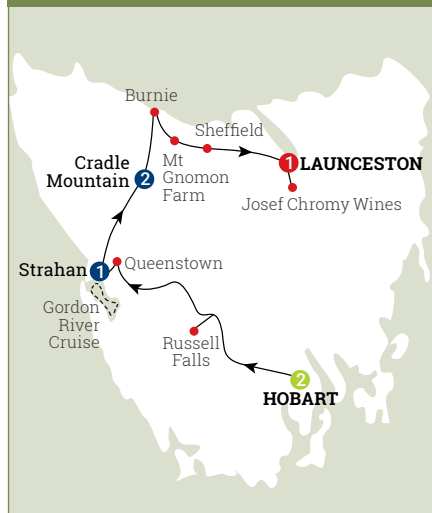 Burnie
Sheffield
Cradle
Mountain
2
Mt
Gnomon
Farm
1
LAUNCESTON
Josef Chromy Wines
Strahan
1
Queenstown
Gordon
River
Cruise
Russell
Falls
2
HOBART